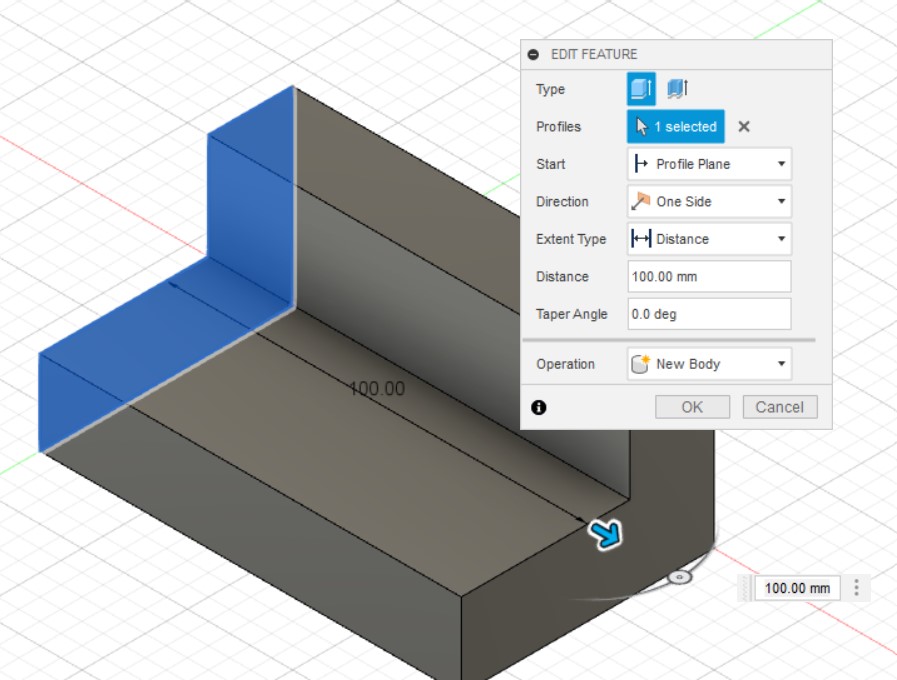 EDIT FEATURE
Type
Profiles 1 selected
Start Profile Plane
Direction One Side
Extent Type Distance
Distance 100.00 mm
Taper Angle 0.0 deg
Operation New Body
OK Cancel
100.00
100.00 mm